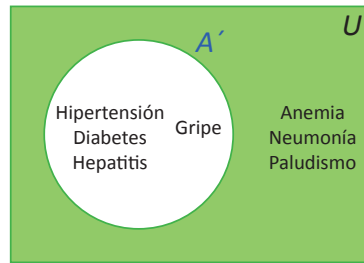 U
A´
Hipertensión
Diabetes
Hepatitis
Gripe
Anemia
Neumonía
Paludismo